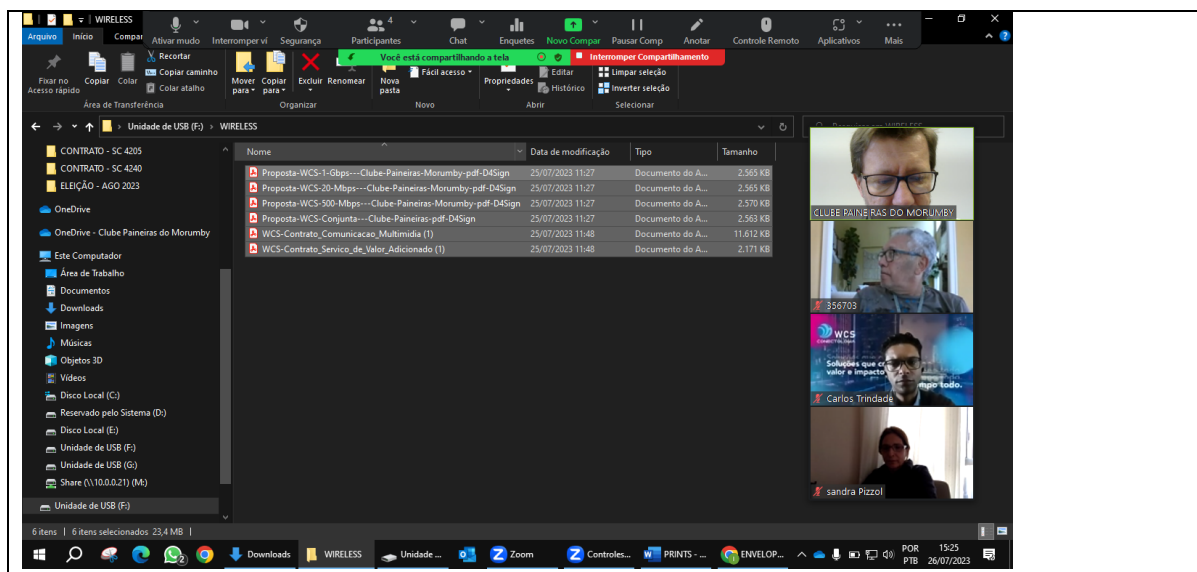 WIRELESS
Arquivo Início Compar
Ativar mudo Interromper ví Segurança Participantes 4 Chat Enquetes Novo Compar Pausar Comp Anotar Controle Remoto Aplicativos Mais
Você está compartilhando a tela Interromper Compartilhamento
Fixar no Acesso rápido
Copiar Colar
Recortar
Copiar caminho
Colar atalho
Mover para
Copiar para
Excluir Renomear
Nova pasta
Fácil acesso
Propriedades
Editar
Histórico
Limpar seleção
Inverter seleção
Área de Transferência Organizar Novo Abrir Selecionar
Unidade de USB (F:) > WIRELESS
CONTRATO - SC 4205
CONTRATO - SC 4240
ELEIÇÃO - AGO 2023
OneDrive
OneDrive - Clube Paineiras do Morumby
Este Computador
Área de Trabalho
Documentos
Downloads
Imagens
Músicas
Objetos 3D
Vídeos
Disco Local (C:)
Reservado pelo Sistema (D:)
Disco Local (E:)
Unidade de USB (F:)
Unidade de USB (G:)
Share (\\10.0.0.21) (M:)
Unidade de USB (F:)
Nome Data de modificação Tipo Tamanho
Proposta-WCS-1-Gbps---Clube-Paineiras-Morumby-pdf-D4Sign 25/07/2023 11:27 Documento do A... 2.565 KB
Proposta-WCS-20-Mbps---Clube-Paineiras-Morumby-pdf-D4Sign 25/07/2023 11:27 Documento do A... 2.565 KB
Proposta-WCS-500-Mbps---Clube-Paineiras-Morumby-pdf-D4Sign 25/07/2023 11:27 Documento do A... 2.570 KB
Proposta-WCS-Conjunta---Clube-Paineiras-pdf-D4Sign 25/07/2023 11:27 Documento do A... 2.563 KB
WCS-Contrato_Comunicacao_Multimidia (1) 25/07/2023 11:48 Documento do A... 11.612 KB
WCS-Contrato_Servico_de_Valor_Adicionado (1) 25/07/2023 11:48 Documento do A... 2.171 KB
CLUBE PAINEIRAS DO MORUMBY
356703
WCS
Soluções que
valor e impacto
mpo todo.
Carlos Trindade
sandra Pizzol
6 itens 6 itens selecionados 23,4 MB
Downloads WIRELESS Unidade ... Zoom Controles... PRINTS - ... ENVELOP... POR PTB 15:25 26/07/2023